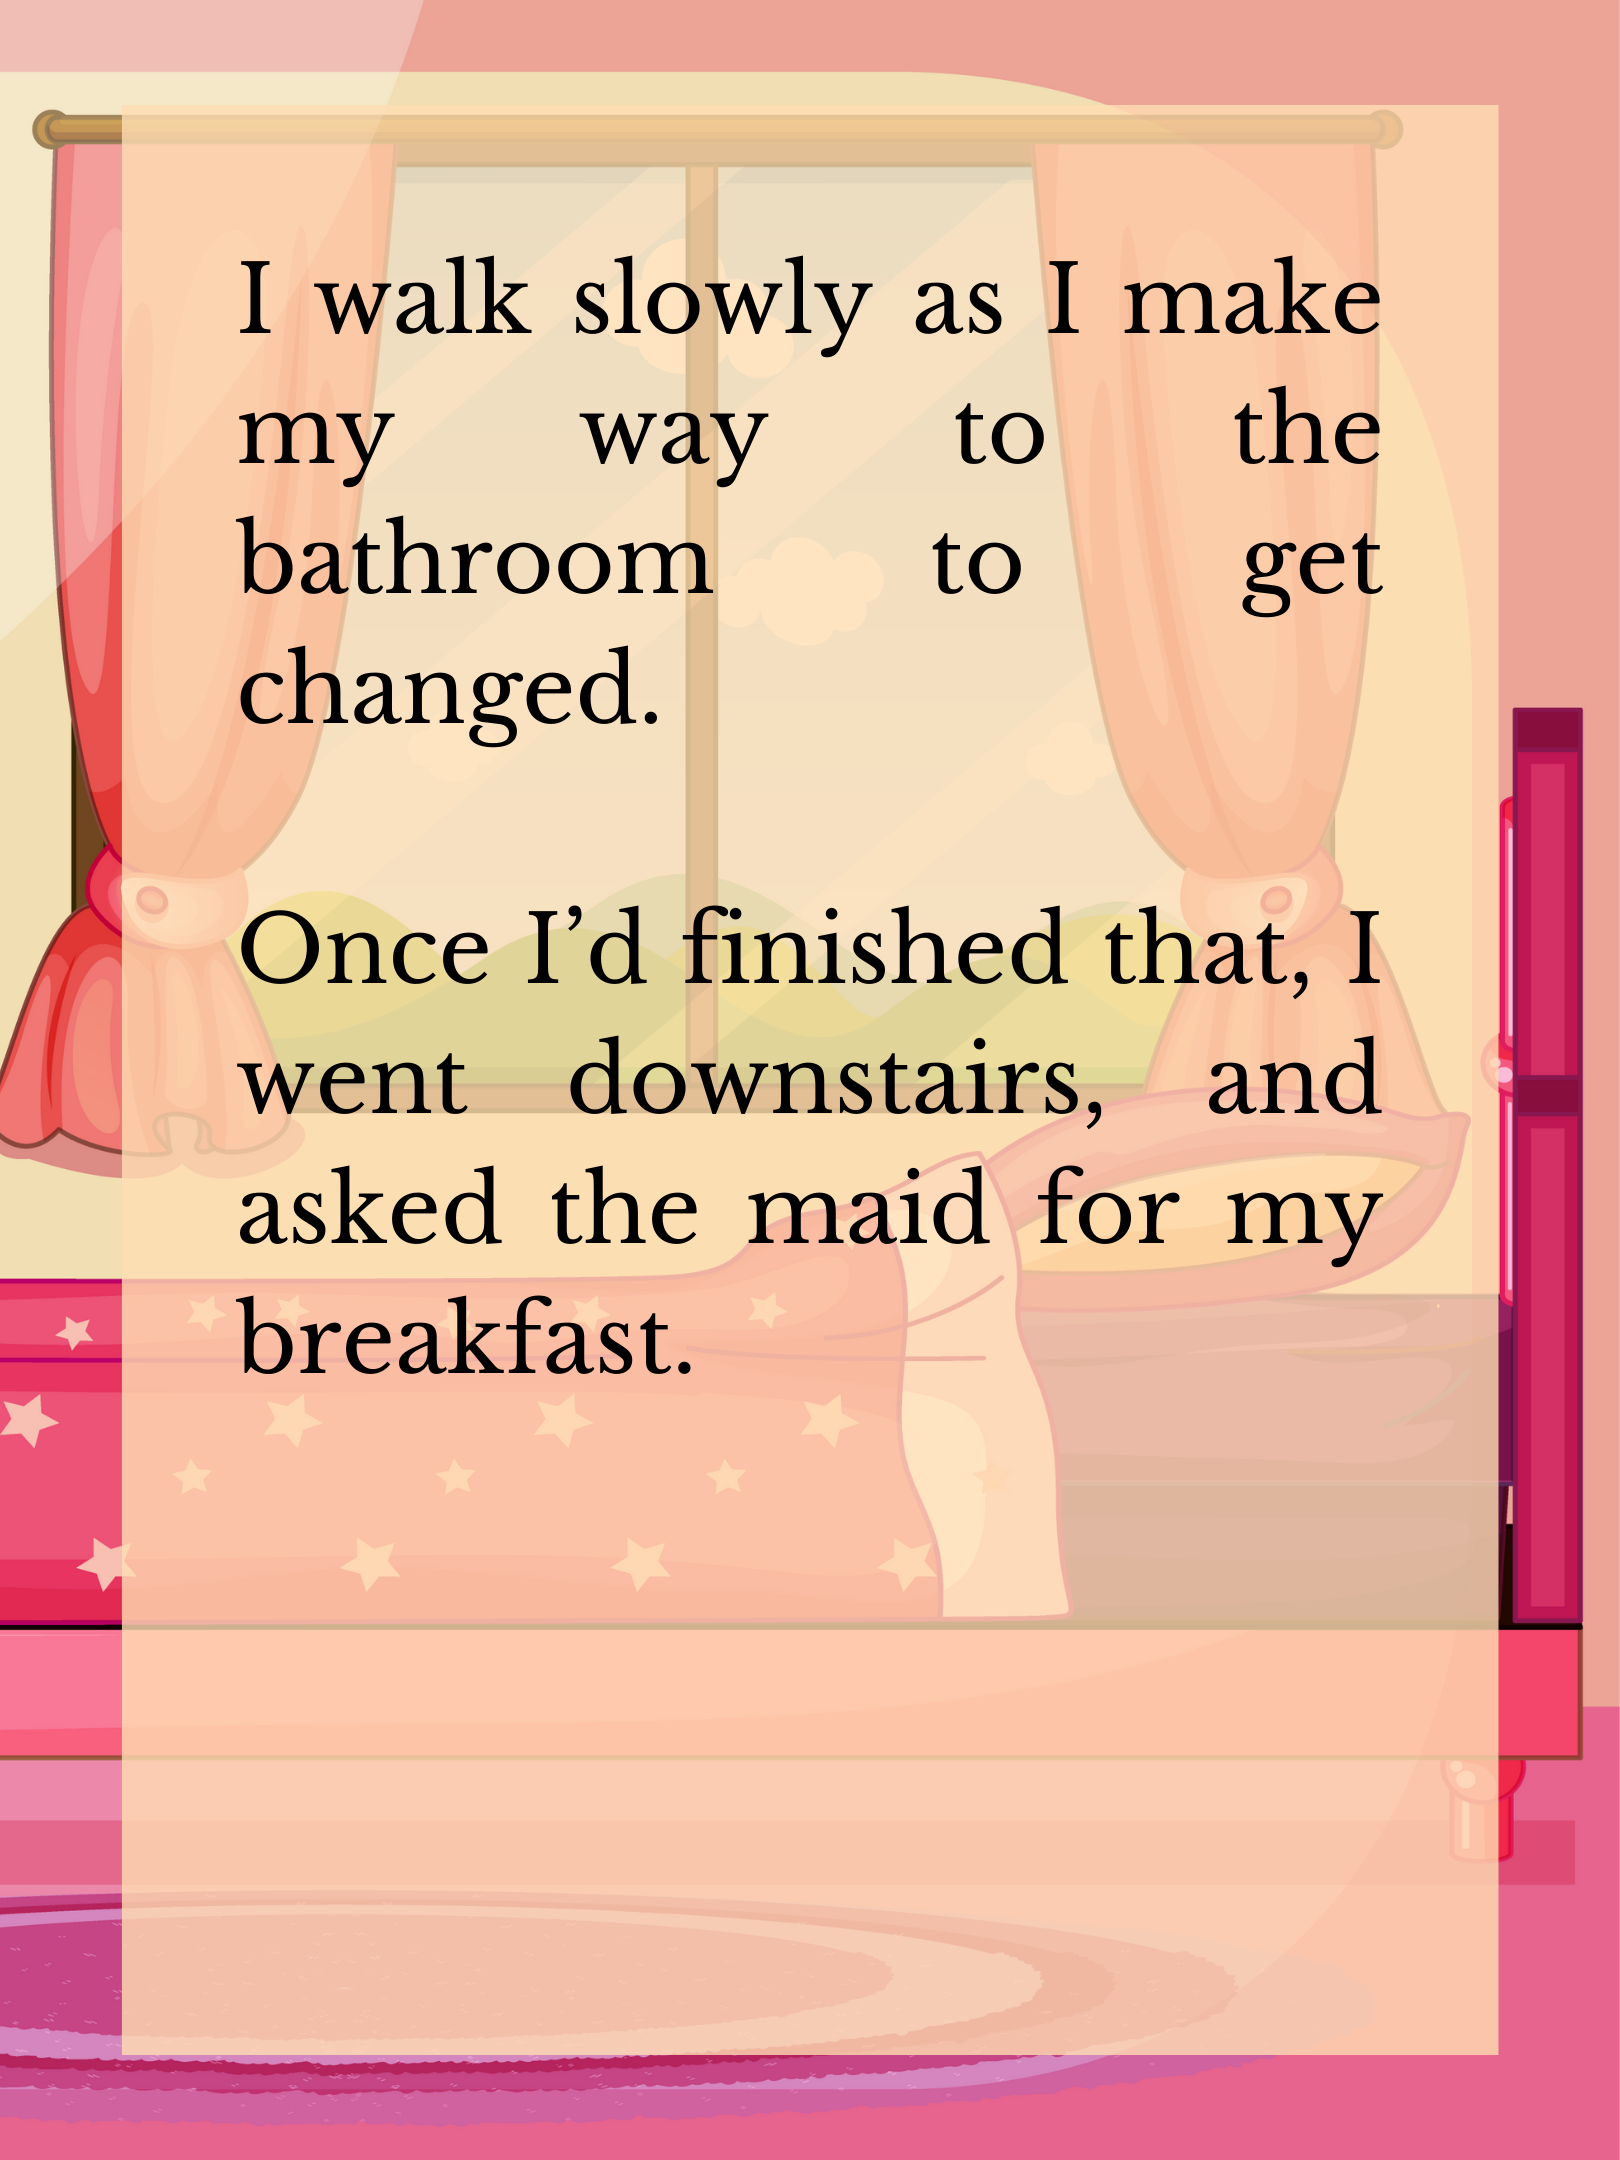 I walk slowly as I make
my way to the
bathroom to get
changed.
Once I’d finished that, I
went downstairs, and
asked the maid for my
breakfast.